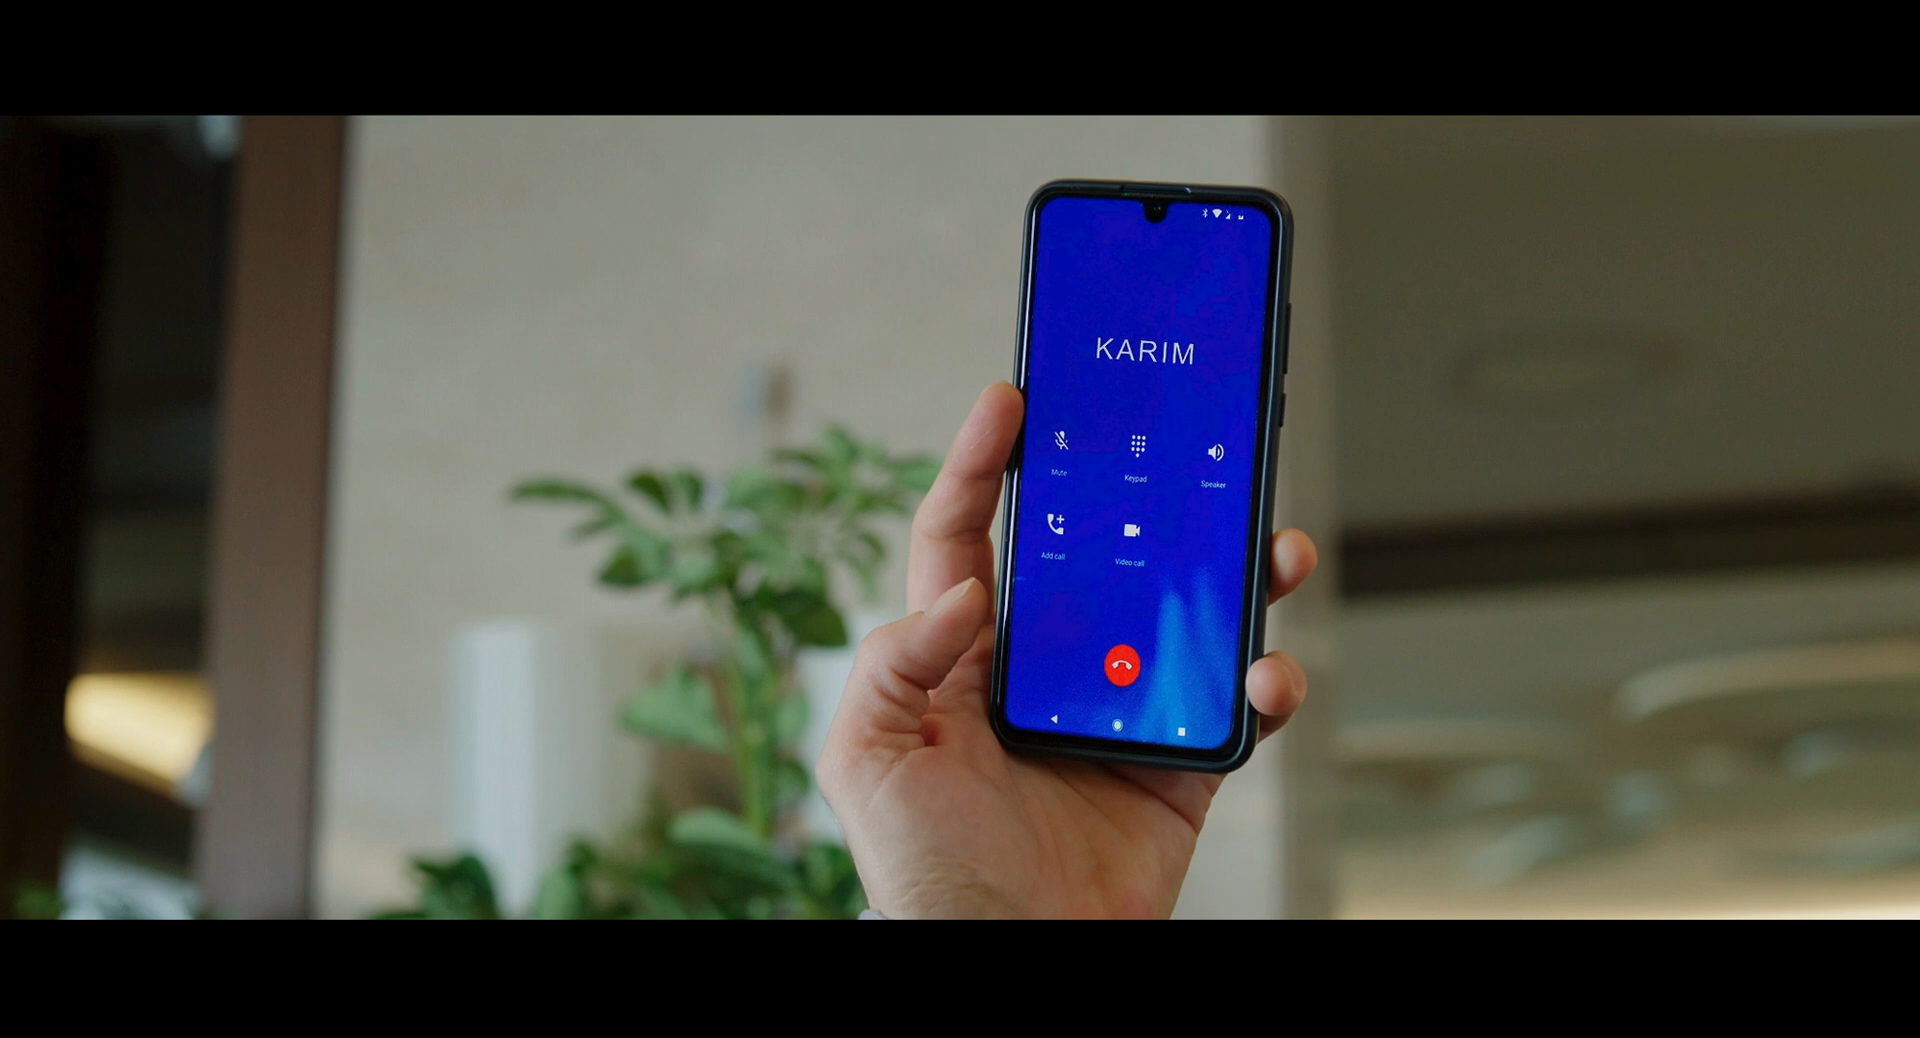 KARIM
Mute
Keypad
Speaker
Add call
Video call